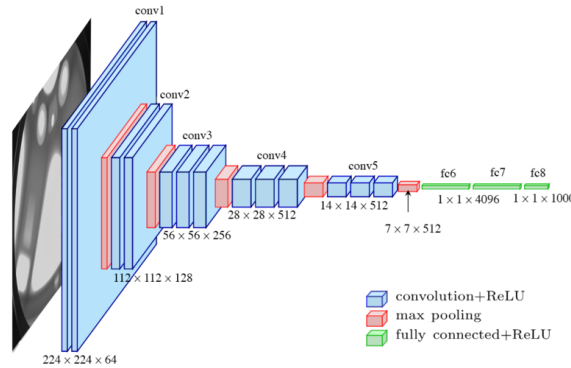 conv1
conv2
conv3
conv4
conv5
fc6
fc7
fc8
1 × 1 × 4096
1 × 1 × 1000
14 × 14 × 512
28 × 28 × 512
7 × 7 × 512
56 × 56 × 256
112 × 112 × 128
224 × 224 × 64
convolution+ReLU
max pooling
fully connected+ReLU